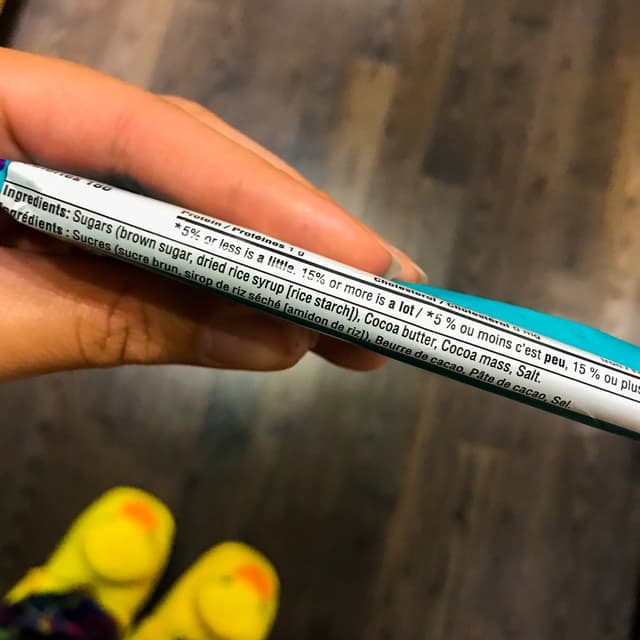 Protein / Protéines 1 g
Cholesterol / Cholestérol 0 mg
*5% or less is a little, 15% or more is a lot / *5 % ou moins c'est peu, 15 % ou plus
Ingredients: Sugars (brown sugar, dried rice syrup [rice starch]), Cocoa butter, Cocoa mass, Salt.
Ingrédients : Sucres (sucre brun, sirop de riz séché [amidon de riz]), Beurre de cacao, Pâte de cacao, Sel